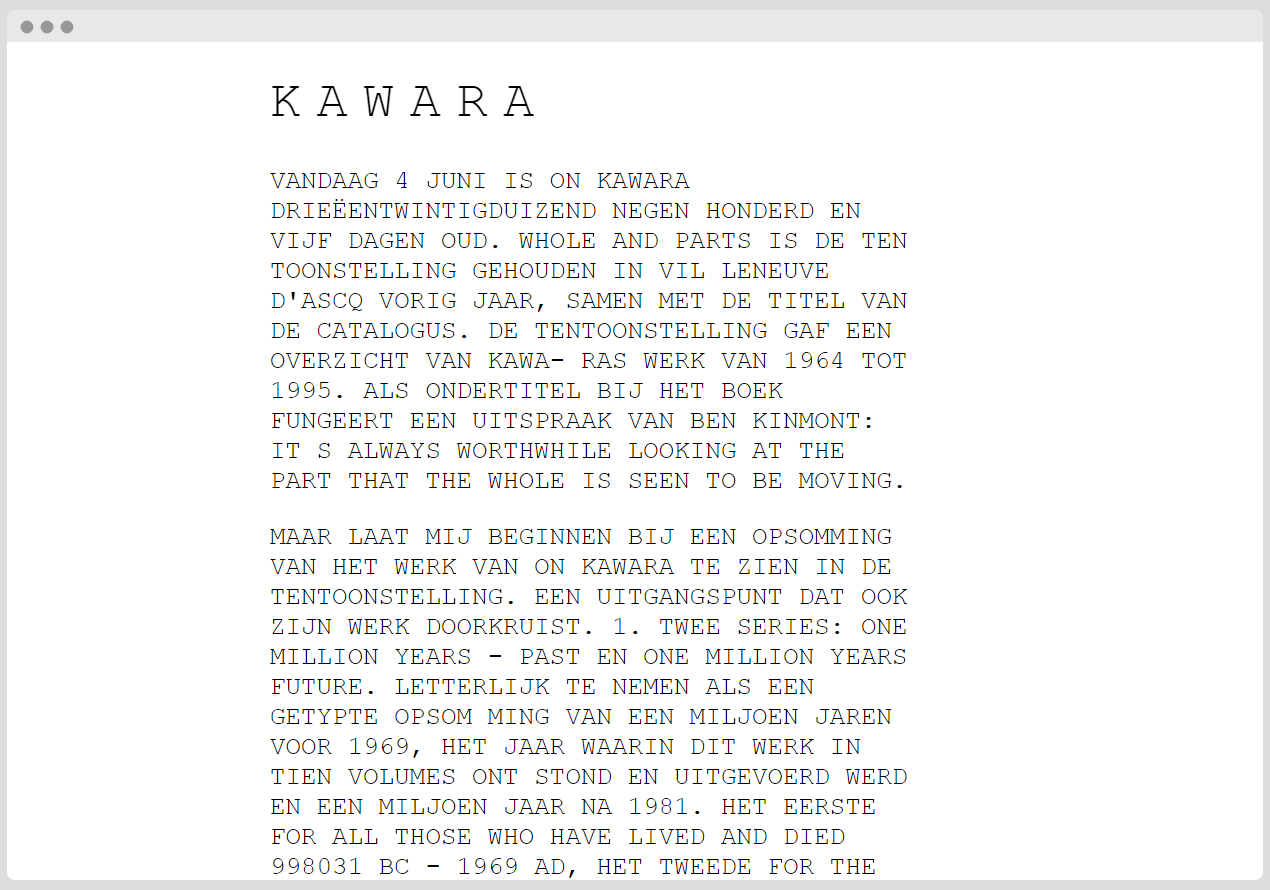 KAWARA
VANDAAG 4 JUNI IS ON KAWARA
DRIEËENTWINTIGDUIZEND NEGEN HONDERD EN
VIJF DAGEN OUD. WHOLE AND PARTS IS DE TEN
TOONSTELLING GEHOUDEN IN VIL LENEUVE
D'ASCQ VORIG JAAR, SAMEN MET DE TITEL VAN
DE CATALOGUS. DE TENTOONSTELLING GAF EEN
OVERZICHT VAN KAWA- RAS WERK VAN 1964 TOT
1995. ALS ONDERTITEL BIJ HET BOEK
FUNGEERT EEN UITSPRAAK VAN BEN KINMONT:
IT S ALWAYS WORTHWHILE LOOKING AT THE
PART THAT THE WHOLE IS SEEN TO BE MOVING.
MAAR LAAT MIJ BEGINNEN BIJ EEN OPSOMMING
VAN HET WERK VAN ON KAWARA TE ZIEN IN DE
TENTOONSTELLING. EEN UITGANGSPUNT DAT OOK
ZIJN WERK DOORKRUIST. 1. TWEE SERIES: ONE
MILLION YEARS - PAST EN ONE MILLION YEARS
FUTURE. LETTERLIJK TE NEMEN ALS EEN
GETYPTE OPSOM MING VAN EEN MILJOEN JAREN
VOOR 1969, HET JAAR WAARIN DIT WERK IN
TIEN VOLUMES ONT STOND EN UITGEVOERD WERD
EN EEN MILJOEN JAAR NA 1981. HET EERSTE
FOR ALL THOSE WHO HAVE LIVED AND DIED
998031 BC - 1969 AD, HET TWEEDE FOR THE